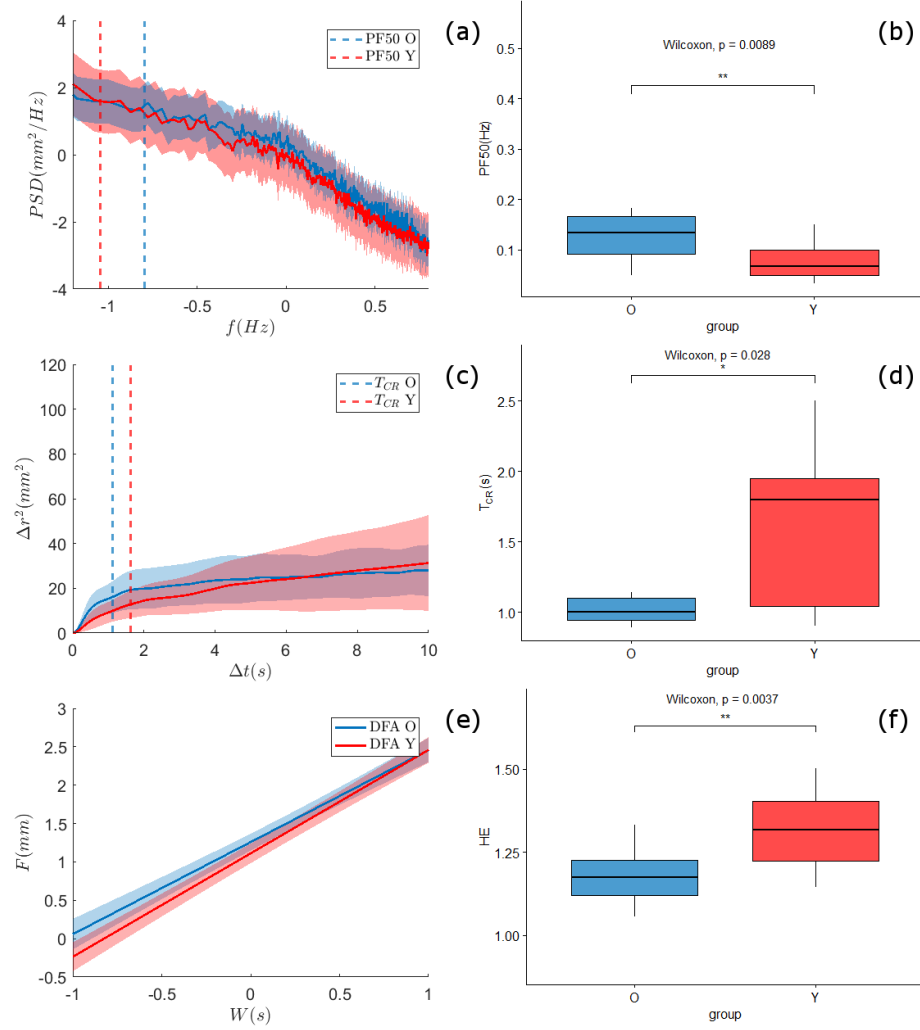 (a)
PF50 O
PF50 Y
4
2
0
-2
-4
PSD(mm²/Hz)
-1
-0.5
0
0.5
f(Hz)
(b)
Wilcoxon, p = 0.0089
**
0.5
0.4
0.3
0.2
0.1
PF50(Hz)
O
Y
group
(c)
T_CR O
T_CR Y
120
100
80
60
40
20
0
Δr²(mm²)
0
2
4
6
8
10
Δt(s)
(d)
Wilcoxon, p = 0.028
*
2.5
2.0
1.5
1.0
T_CR(s)
O
Y
group
(e)
DFA O
DFA Y
3
2.5
2
1.5
1
0.5
0
-0.5
F(mm)
-1
-0.5
0
0.5
1
W(s)
(f)
Wilcoxon, p = 0.0037
**
1.50
1.25
1.00
HE
O
Y
group